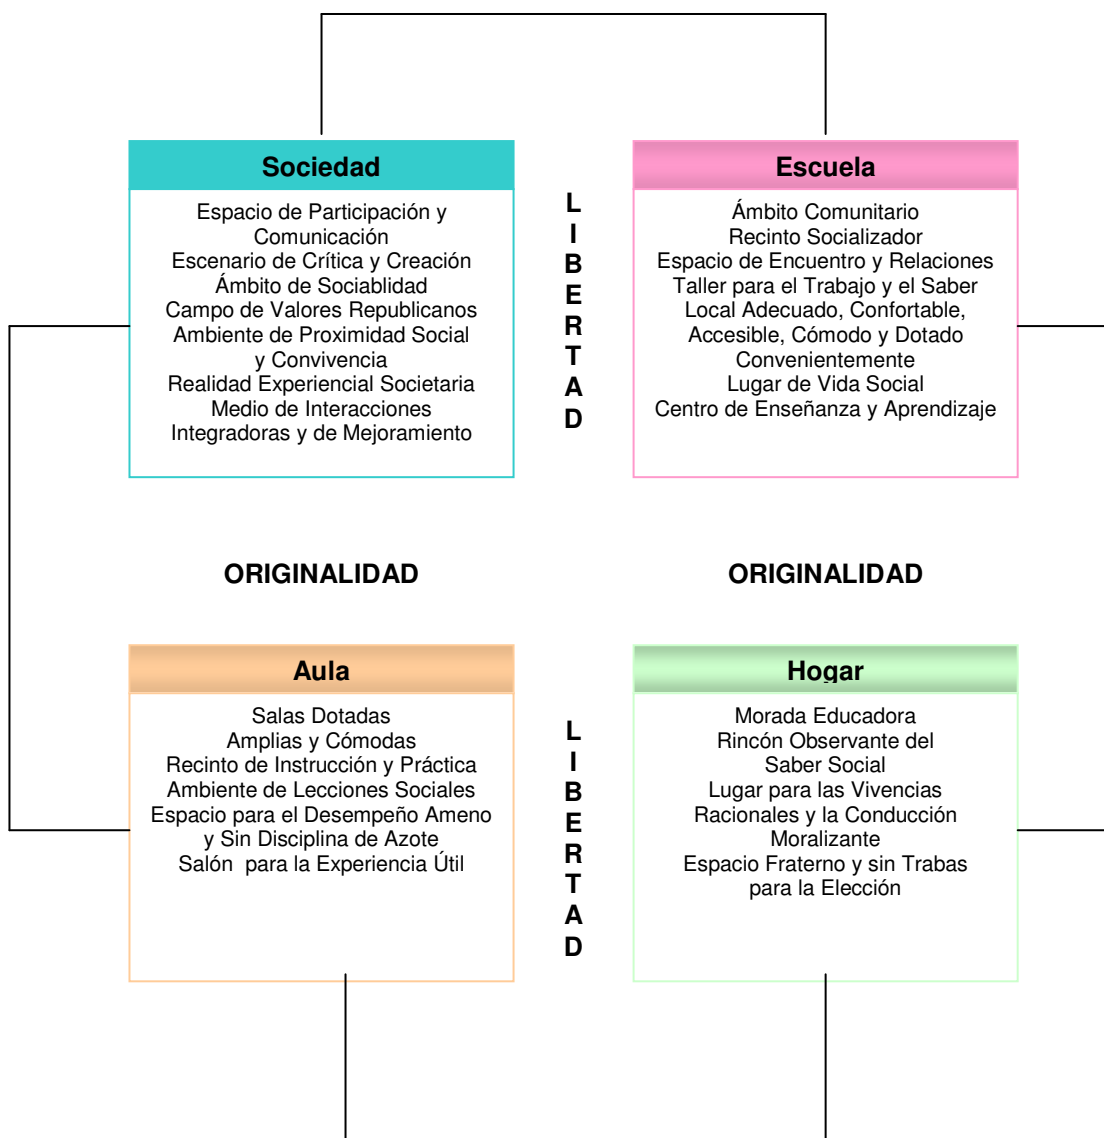 Sociedad
Espacio de Participación y
Comunicación
Escenario de Crítica y Creación
Ámbito de Sociablidad
Campo de Valores Republicanos
Ambiente de Proximidad Social
y Convivencia
Realidad Experiencial Societaria
Medio de Interacciones
Integradoras y de Mejoramiento
L
I
B
E
R
T
A
D
Escuela
Ámbito Comunitario
Recinto Socializador
Espacio de Encuentro y Relaciones
Taller para el Trabajo y el Saber
Local Adecuado, Confortable,
Accesible, Cómodo y Dotado
Convenientemente
Lugar de Vida Social
Centro de Enseñanza y Aprendizaje
ORIGINALIDAD
ORIGINALIDAD
Aula
Salas Dotadas
Amplias y Cómodas
Recinto de Instrucción y Práctica
Ambiente de Lecciones Sociales
Espacio para el Desempeño Ameno
y Sin Disciplina de Azote
Salón para la Experiencia Útil
L
I
B
E
R
T
A
D
Hogar
Morada Educadora
Rincón Observante del
Saber Social
Lugar para las Vivencias
Racionales y la Conducción
Moralizante
Espacio Fraterno y sin Trabas
para la Elección